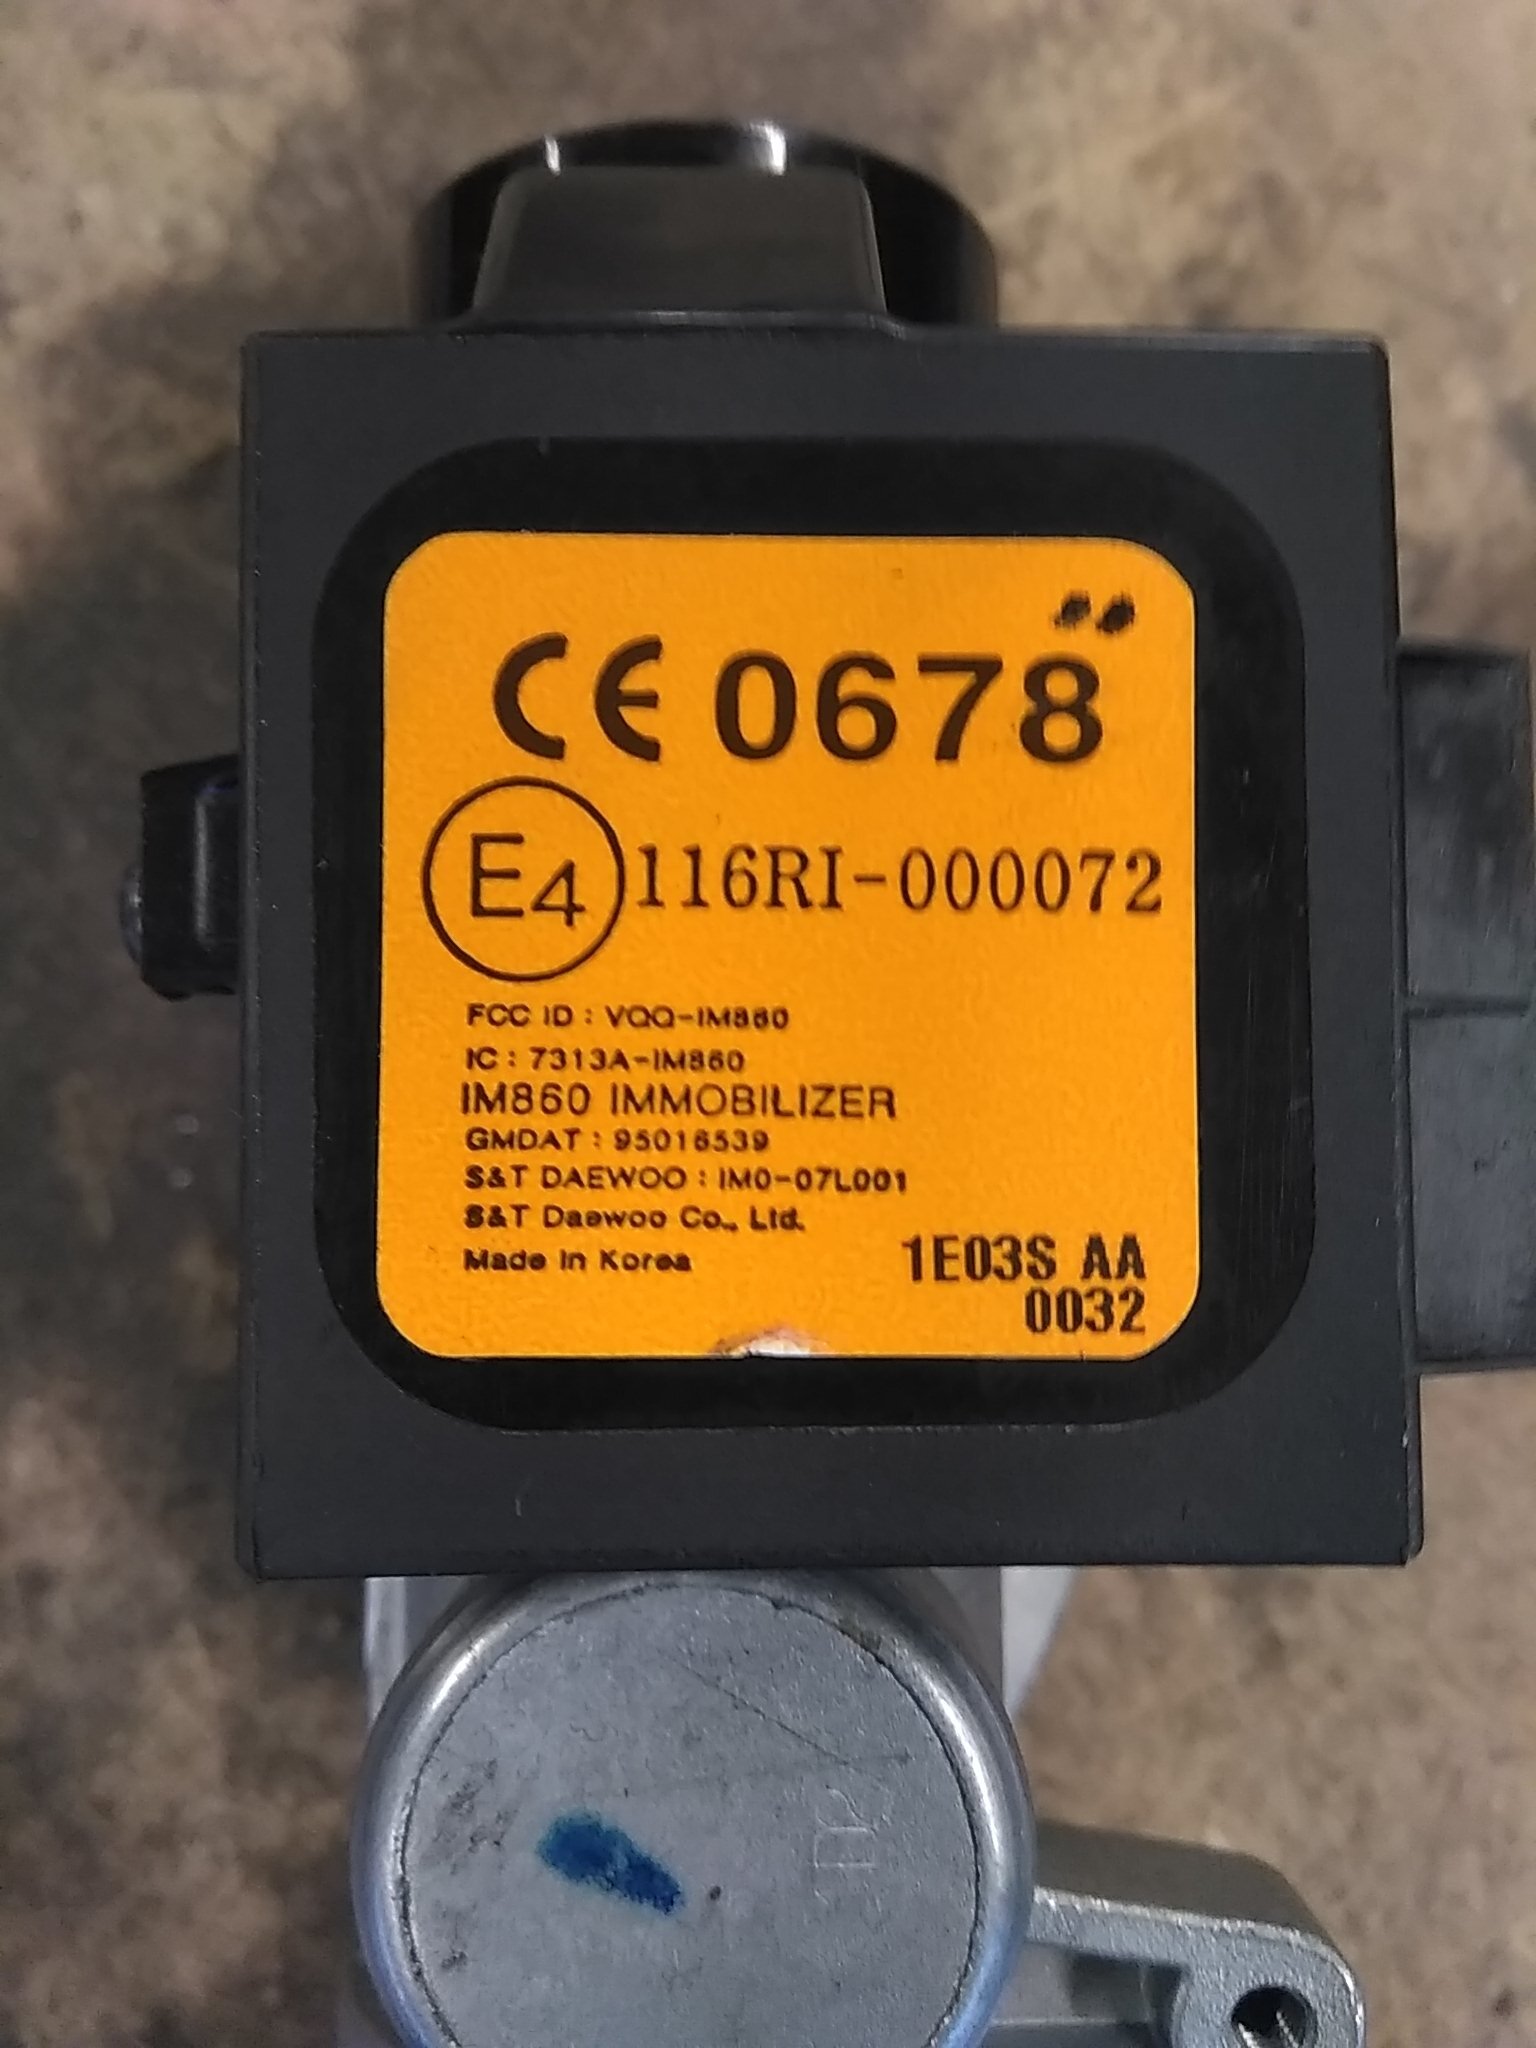 CE 0678
E4 116RI-000072
FCC ID : VQQ-IM860
IC : 7313A-IM860
IM860 IMMOBILIZER
GMDAT : 95016539
S&T DAEWOO : IM0-07L001
S&T Daewoo Co., Ltd.
Made in Korea
1E03S AA
0032